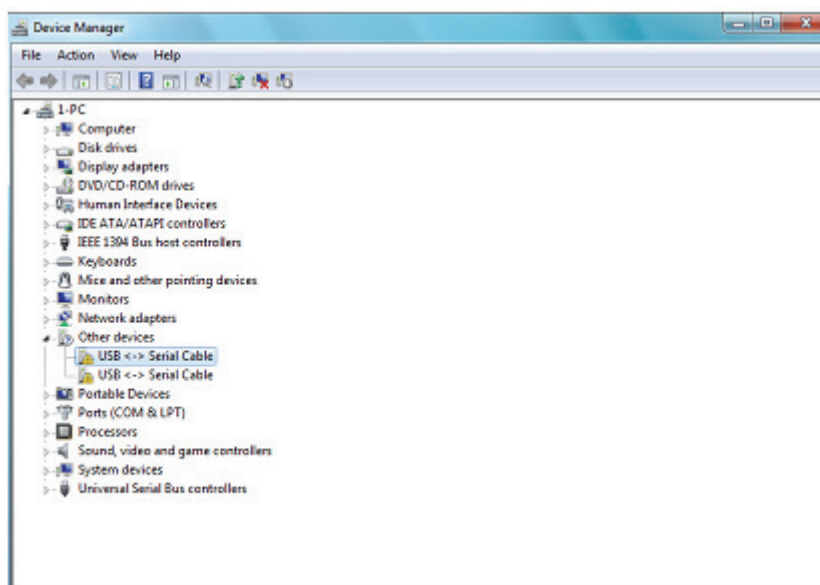 Device Manager
File Action View Help
1-PC
Computer
Disk drives
Display adapters
DVD/CD-ROM drives
Human Interface Devices
IDE ATA/ATAPI controllers
IEEE 1394 Bus host controllers
Keyboards
Mice and other pointing devices
Monitors
Network adapters
Other devices
USB <-> Serial Cable
USB <-> Serial Cable
Portable Devices
Ports (COM & LPT)
Processors
Sound, video and game controllers
System devices
Universal Serial Bus controllers